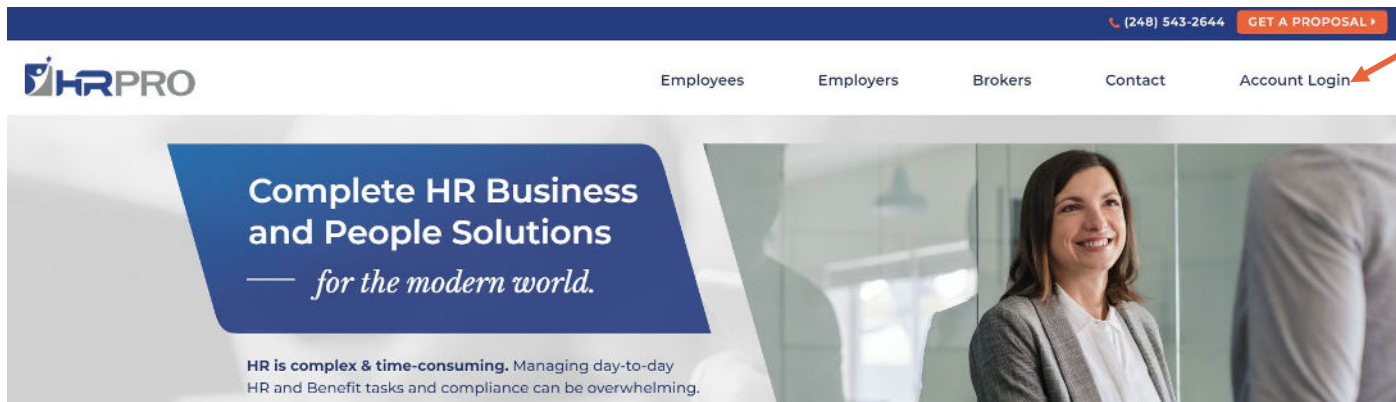 (248) 543-2644 GET A PROPOSAL
HRPRO
Employees Employers Brokers Contact Account Login
Complete HR Business
and People Solutions
— for the modern world.
HR is complex & time-consuming. Managing day-to-day
HR and Benefit tasks and compliance can be overwhelming.